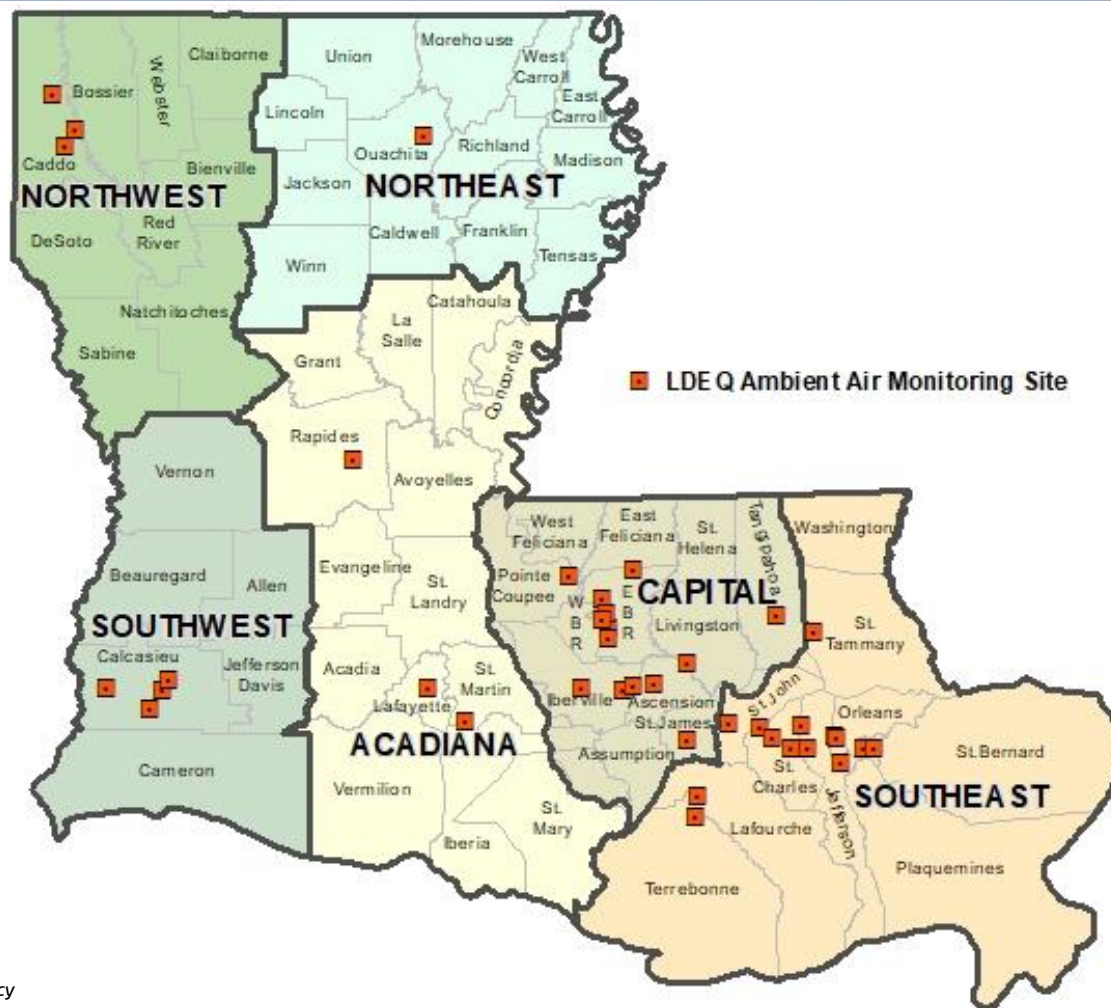 Claiborne
Union
Morehouse
West
Carroll
East
Carroll
Bossier
Webster
Lincoln
Ouachita
Richland
Madison
Caddo
Bienville
Jackson
NORTHWEST
NORTHEAST
Red
River
DeSoto
Caldwell
Franklin
Tensas
Winn
Natchitoches
Sabine
Catahoula
La
Salle
Grant
Concordia
LDEQ Ambient Air Monitoring Site
Rapides
Avoyelles
Vernon
West
Feliciana
East
Feliciana
St.
Helena
Tangipahoa
Washington
Beauregard
Allen
Evangeline
St.
Landry
Pointe
Coupee
W
B
R
E
B
R
CAPITAL
Livingston
St.
Tammany
SOUTHWEST
Calcasieu
Jefferson
Davis
Acadia
St.
Martin
Lafayette
Iberville
Ascension
St.James
St.John
Orleans
ACADIANA
Assumption
St.Bernard
Cameron
Vermilion
St.
Charles
Jefferson
SOUTHEAST
St.
Mary
Iberia
Lafourche
Plaquemines
Terrebonne
cy